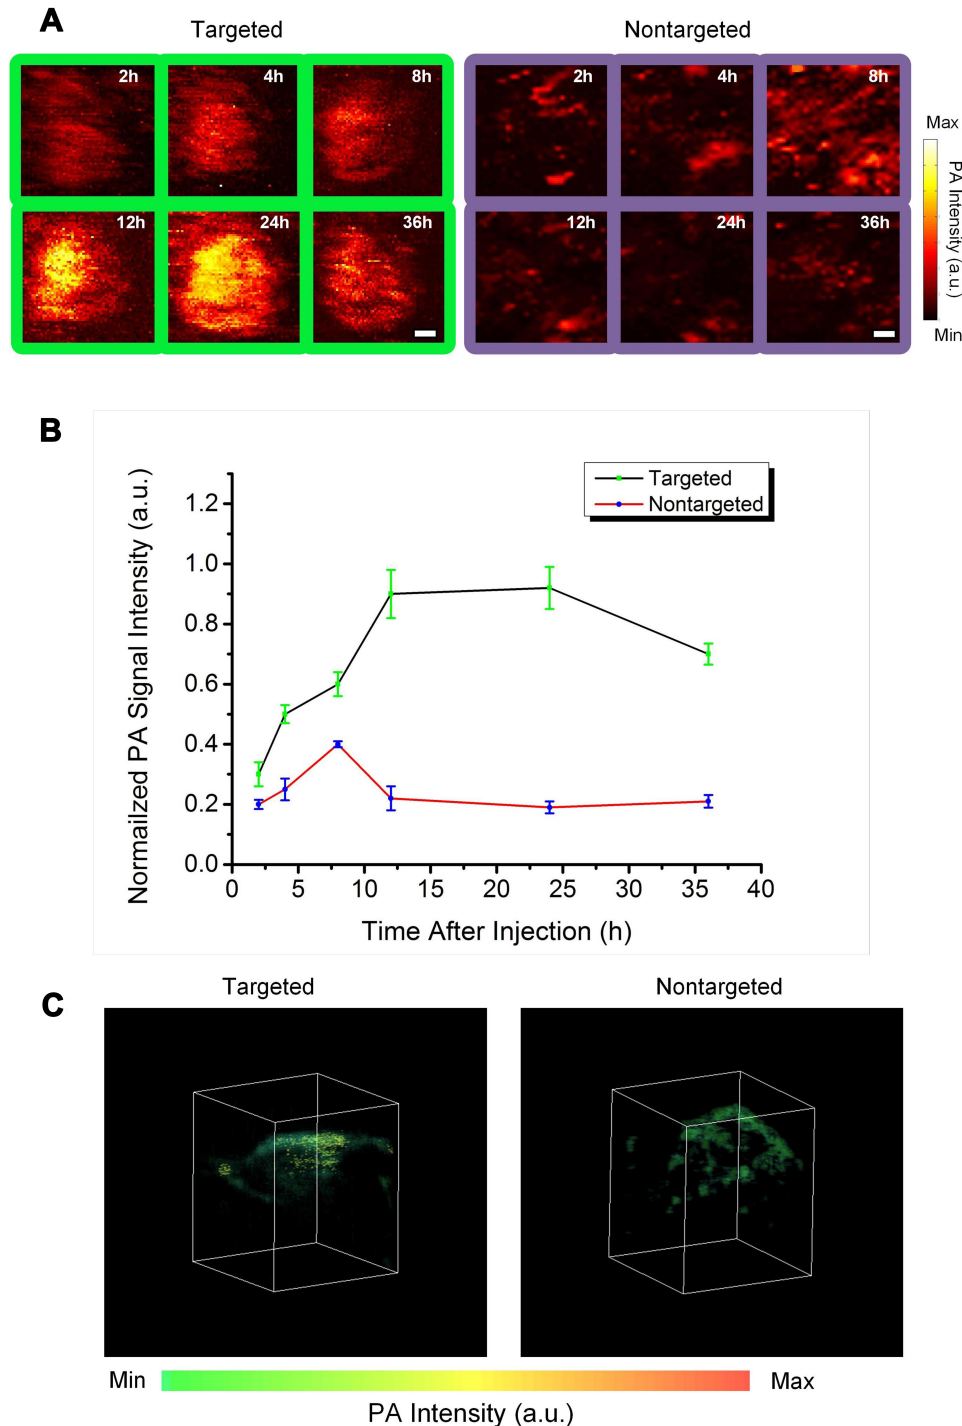 A
Targeted
Nontargeted
2h
4h
8h
2h
4h
8h
12h
24h
36h
12h
24h
36h
Max
PA Intensity (a.u.)
Min
B
Normailzed PA Signal Intensity (a.u.)
1.2
1.0
0.8
0.6
0.4
0.2
0.0
Targeted
Nontargeted
0 5 10 15 20 25 30 35 40
Time After Injection (h)
C
Targeted
Nontargeted
Min
Max
PA Intensity (a.u.)